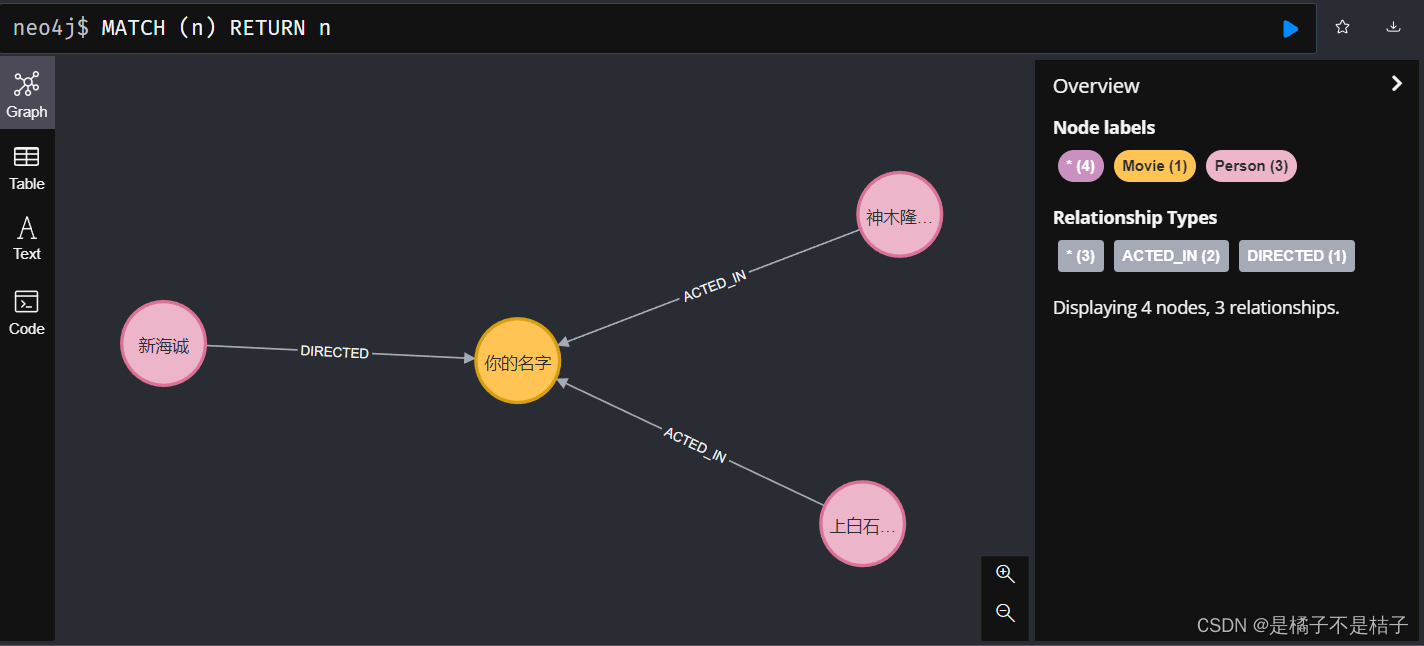 neo4j$ MATCH (n) RETURN n
Graph
Table
Text
Code
新海诚
DIRECTED
你的名字
ACTED_IN
神木隆...
ACTED_IN
上白石...
Overview
Node labels
* (4) Movie (1) Person (3)
Relationship Types
* (3) ACTED_IN (2) DIRECTED (1)
Displaying 4 nodes, 3 relationships.
CSDN @是橘子不是桔子